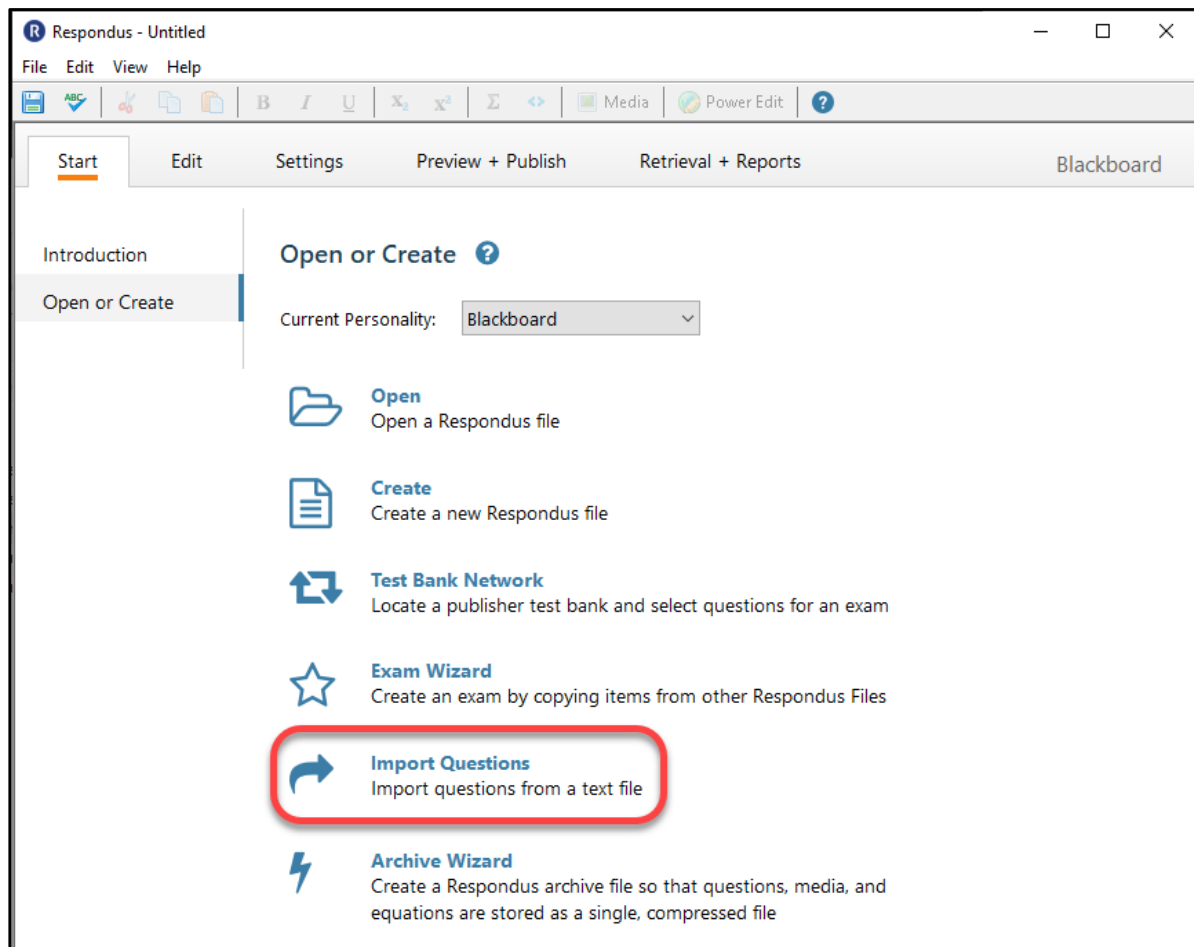 R Respondus - Untitled
File Edit View Help
ABC B I U X₂ x² Σ <> Media Power Edit ?
Start Edit Settings Preview + Publish Retrieval + Reports Blackboard
Introduction
Open or Create
Open or Create ?
Current Personality: Blackboard
Open
Open a Respondus file
Create
Create a new Respondus file
Test Bank Network
Locate a publisher test bank and select questions for an exam
Exam Wizard
Create an exam by copying items from other Respondus Files
Import Questions
Import questions from a text file
Archive Wizard
Create a Respondus archive file so that questions, media, and
equations are stored as a single, compressed file